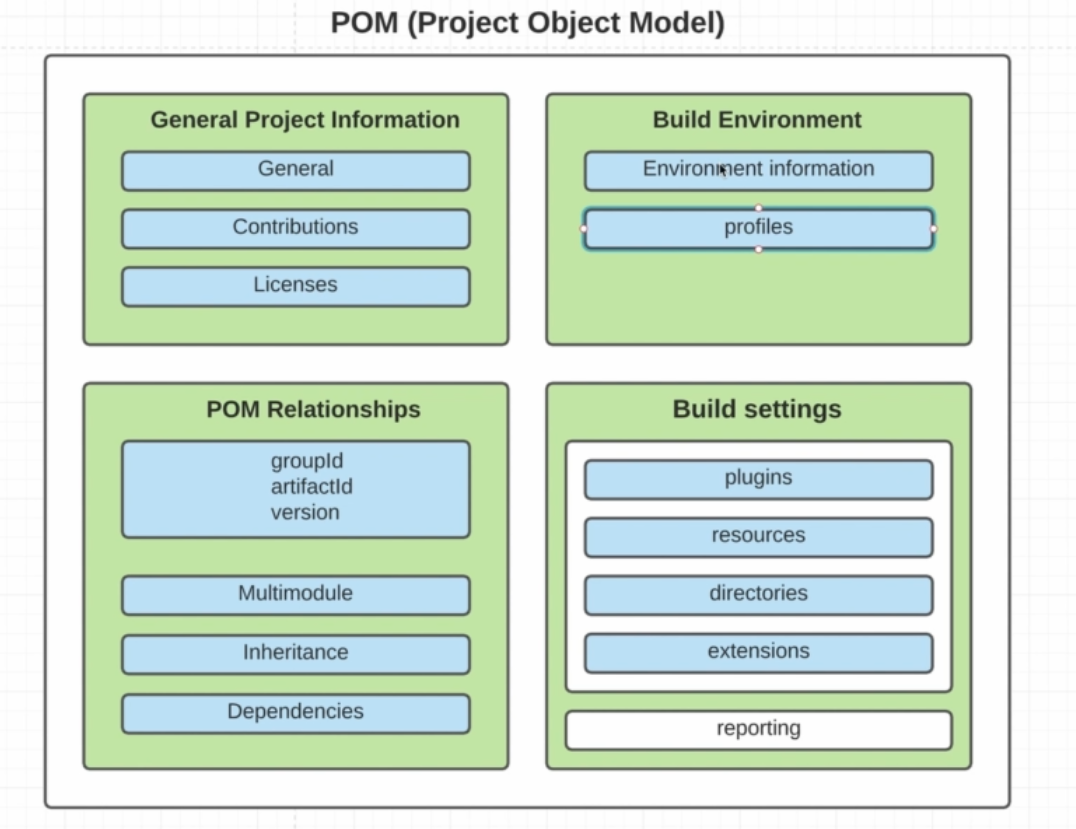 POM (Project Object Model)
General Project Information
General
Contributions
Licenses
Build Environment
Environment information
profiles
POM Relationships
groupId
artifactId
version
Multimodule
Inheritance
Dependencies
Build settings
plugins
resources
directories
extensions
reporting